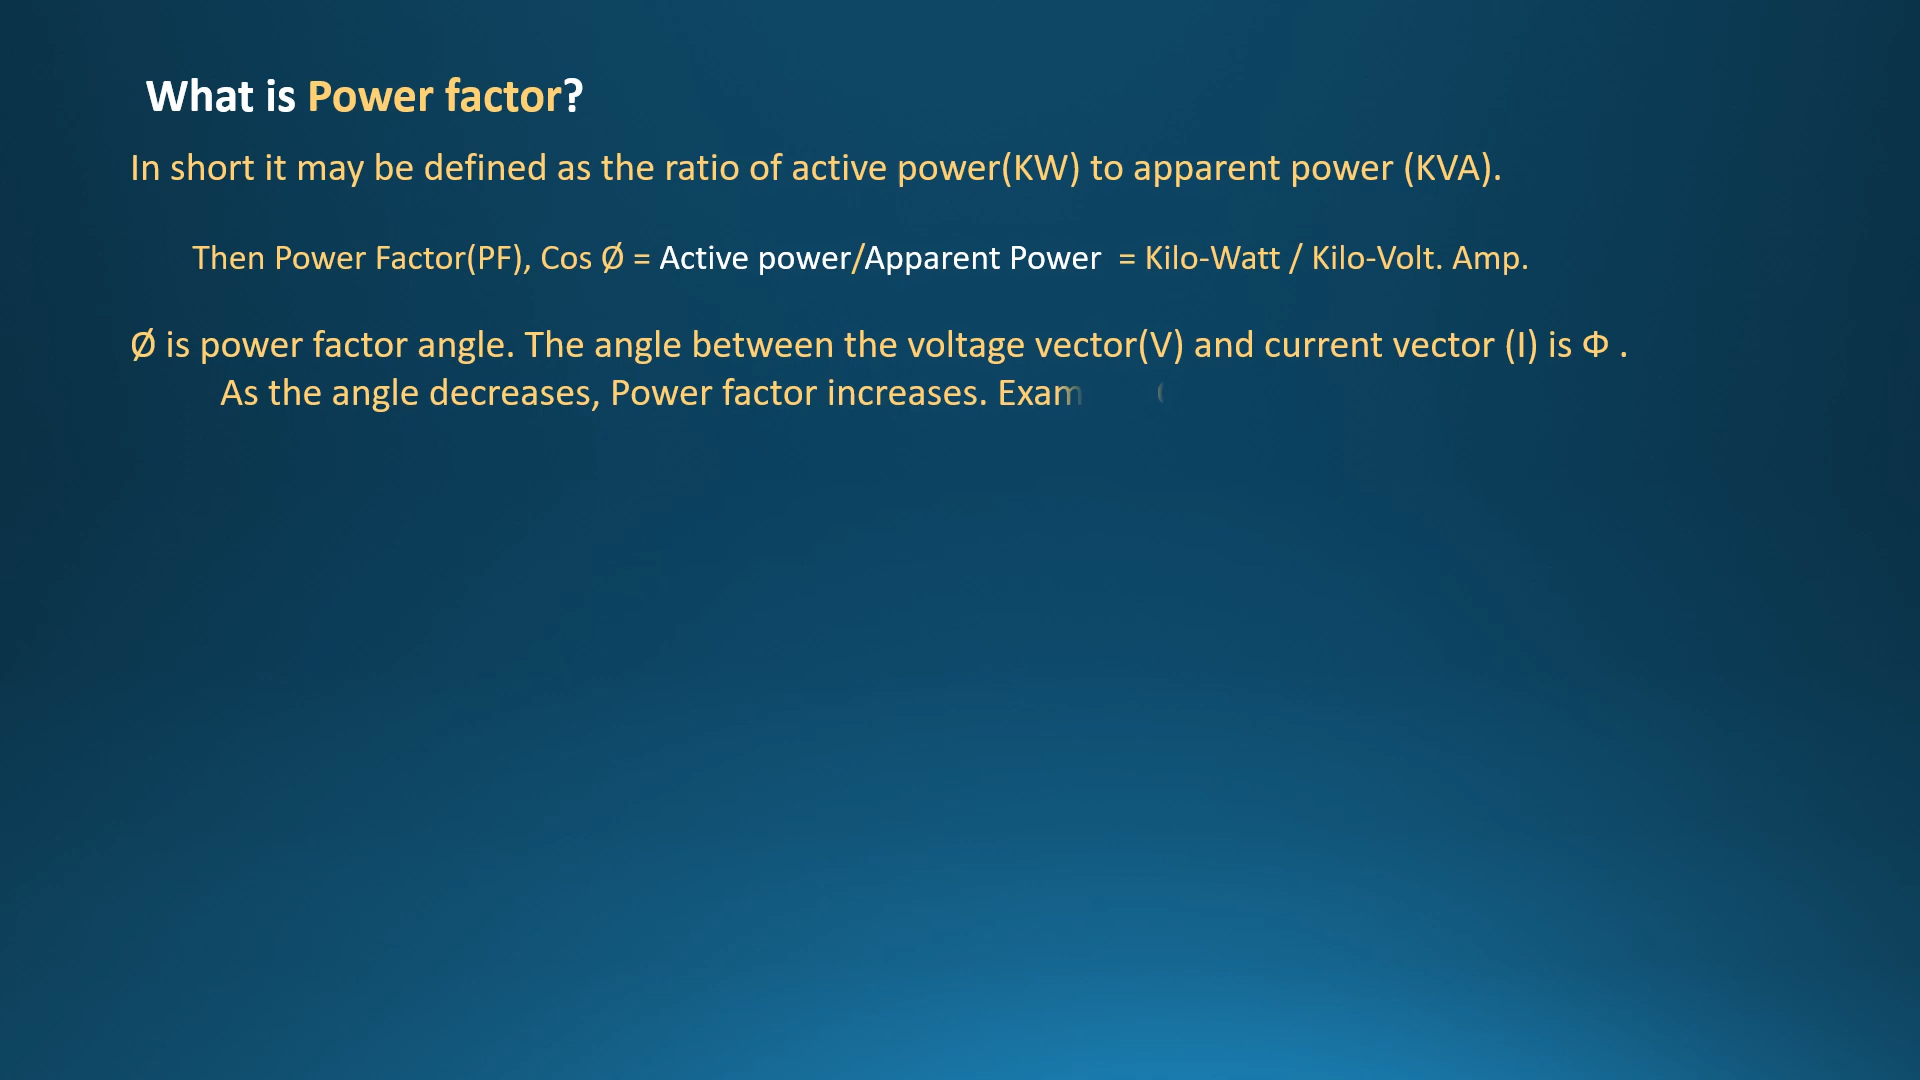 What is Power factor?
In short it may be defined as the ratio of active power(KW) to apparent power (KVA).
Then Power Factor(PF), Cos Ø = Active power/Apparent Power = Kilo-Watt / Kilo-Volt. Amp.
Ø is power factor angle. The angle between the voltage vector(V) and current vector (I) is Φ .
As the angle decreases, Power factor increases. Exam